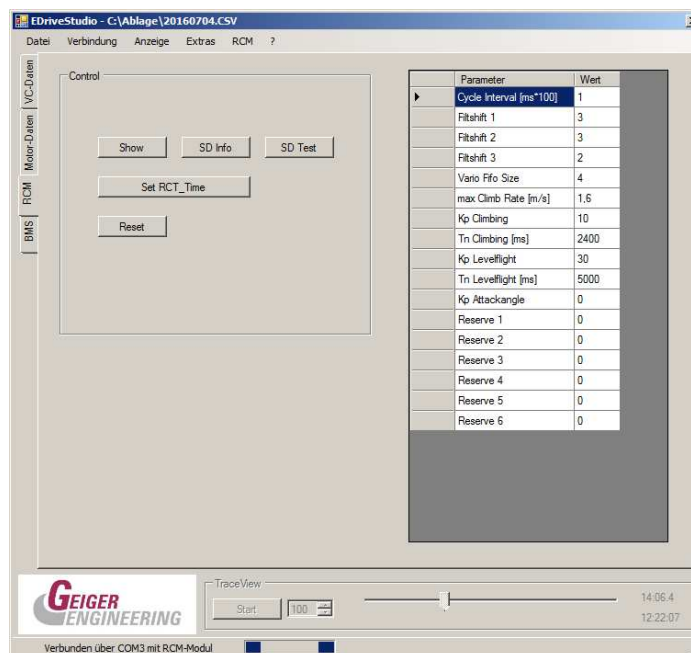 EDriveStudio - C:\Ablage\20160704.CSV
Datei Verbindung Anzeige Extras RCM ?
VC-Daten
Motor-Daten
RCM
BMS
Control
Show SD Info SD Test
Set RCT_Time
Reset
Parameter Wert
Cycle Interval [ms*100] 1
Filtshift 1 3
Filtshift 2 3
Filtshift 3 2
Vario Fifo Size 4
max Climb Rate [m/s] 1,6
Kp Climbing 10
Tn Climbing [ms] 2400
Kp Levelflight 30
Tn Levelflight [ms] 5000
Kp Attackangle 0
Reserve 1 0
Reserve 2 0
Reserve 3 0
Reserve 4 0
Reserve 5 0
Reserve 6 0
GEIGER
ENGINEERING
TraceView
Start 100
14:06.4
12:22:07
Verbunden über COM3 mit RCM-Modul